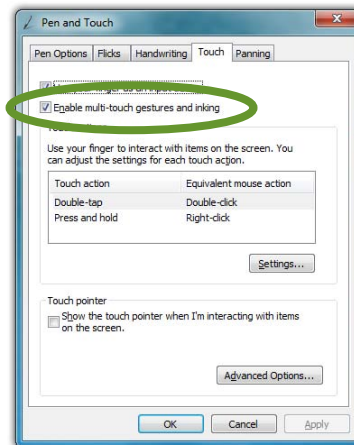 Pen and Touch
Pen Options Flicks Handwriting Touch Panning
Enable multi-touch gestures and inking
Use your finger to interact with items on the screen. You
can adjust the settings for each touch action.
Touch action Equivalent mouse action
Double-tap Double-click
Press and hold Right-click
Settings...
Touch pointer
Show the touch pointer when I'm interacting with items
on the screen.
Advanced Options...
OK Cancel Apply